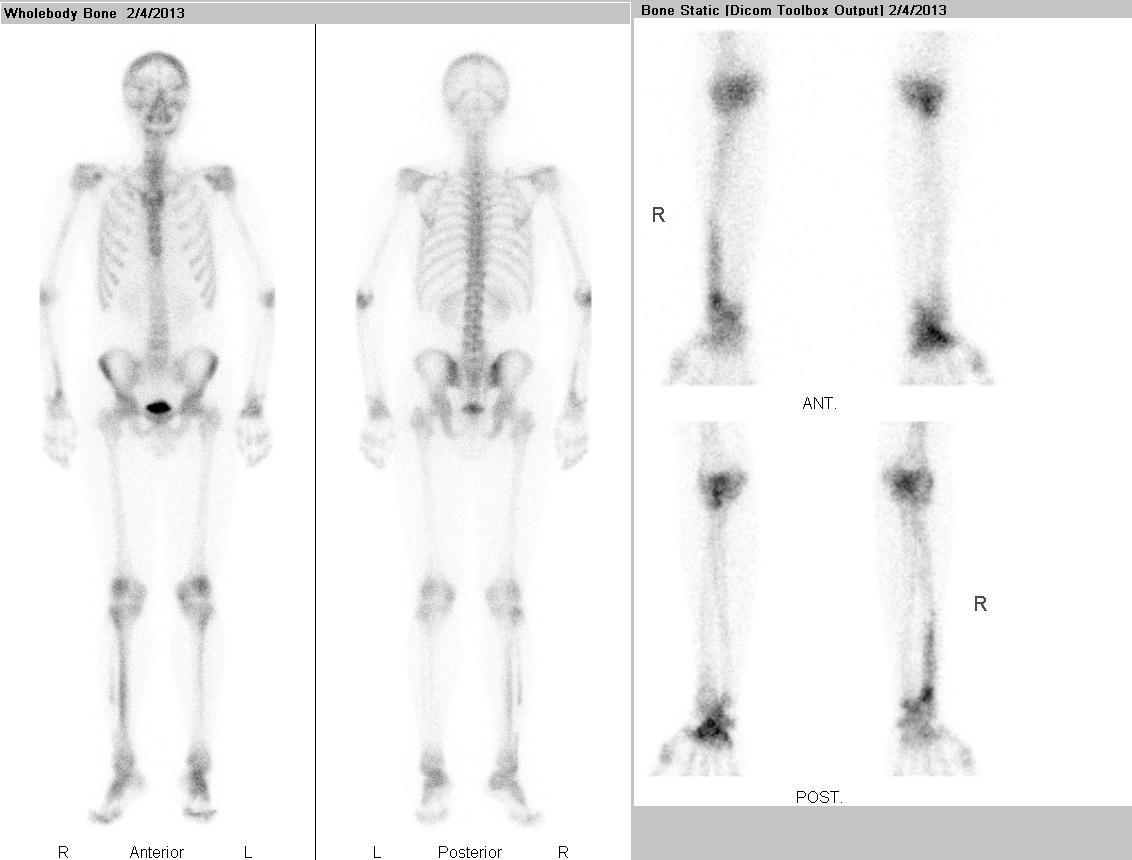 Wholebody Bone 2/4/2013
R Anterior L
L Posterior R
Bone Static [Dicom Toolbox Output] 2/4/2013
R
ANT.
R
POST.